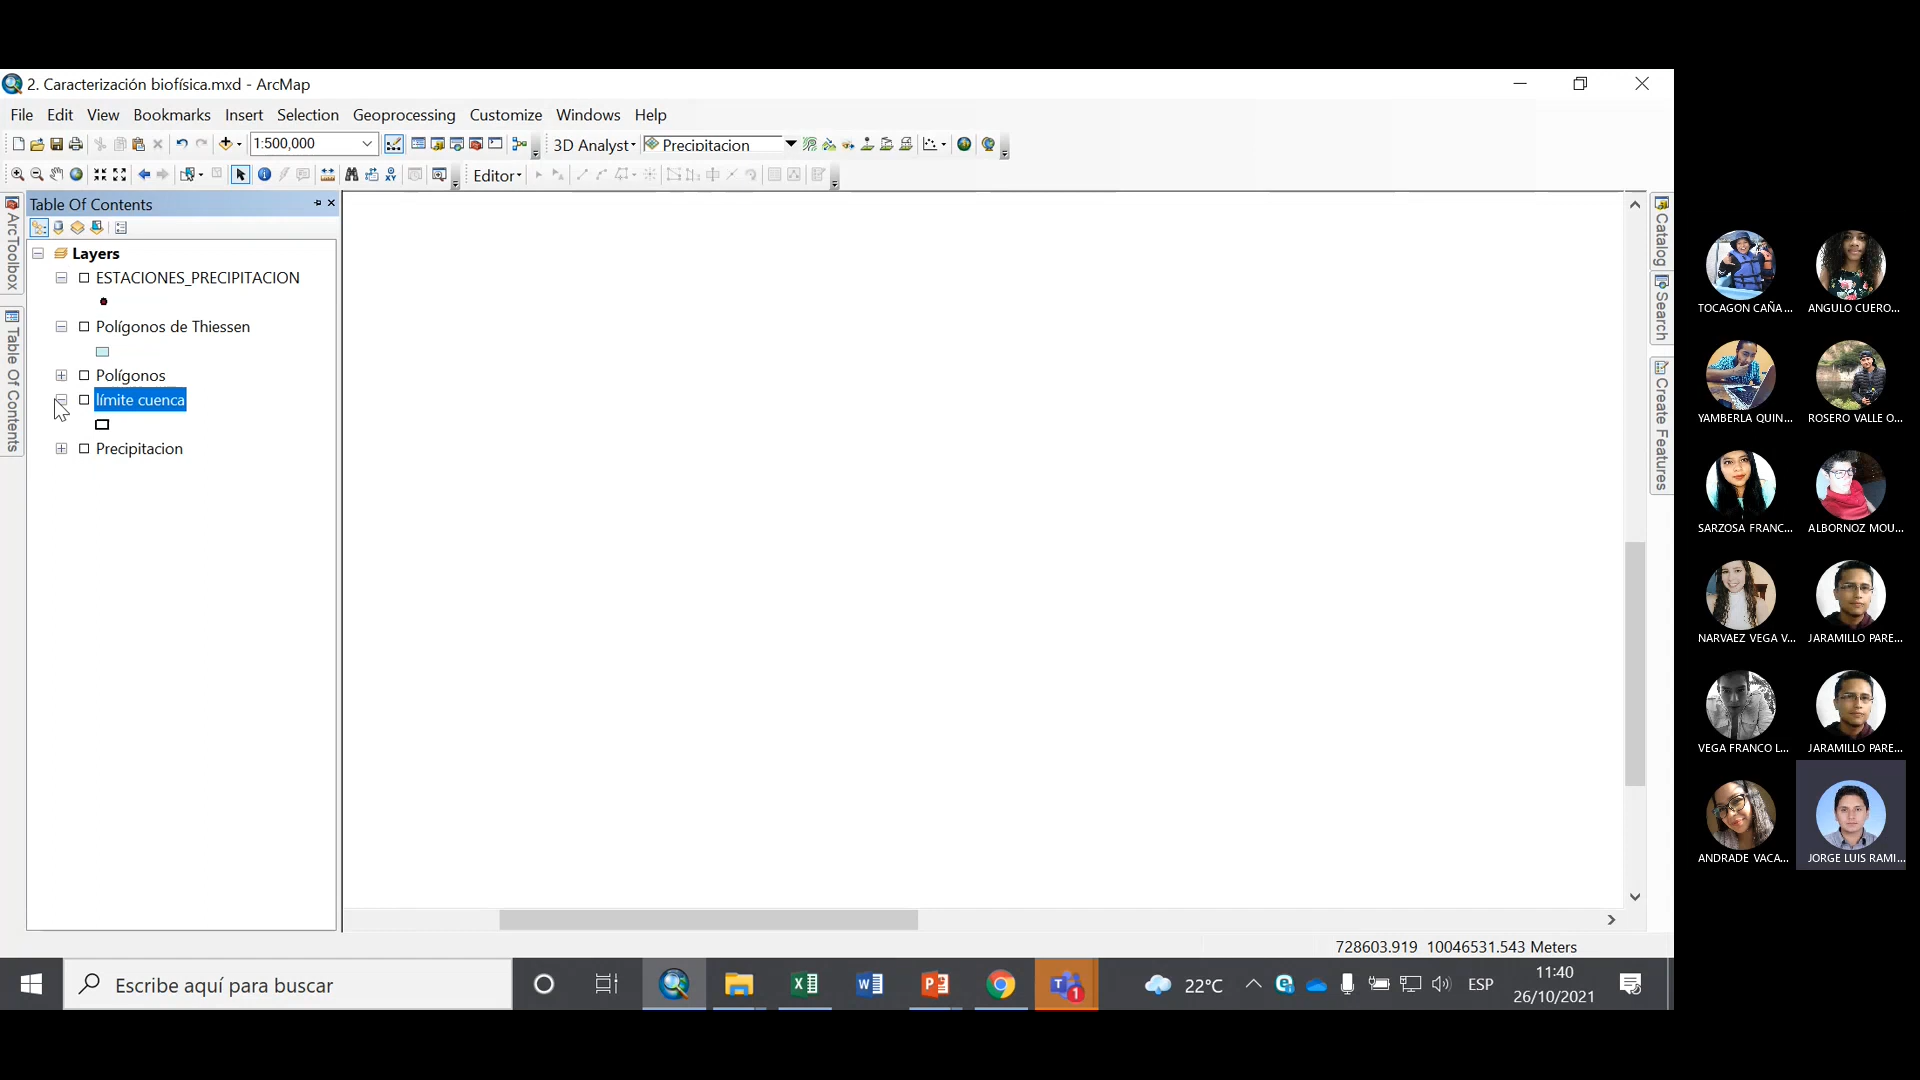 2. Caracterización biofísica.mxd - ArcMap
File Edit View Bookmarks Insert Selection Geoprocessing Customize Windows Help
1:500,000
3D Analyst
Precipitacion
Editor
Table Of Contents
ArcToolbox
Table Of Contents
Layers
ESTACIONES_PRECIPITACION
Polígonos de Thiessen
Polígonos
límite cuenca
Precipitacion
Catalog
Search
Create Features
728603.919 10046531.543 Meters
Escribe aquí para buscar
22°C
ESP
11:40
26/10/2021
1
TOCAGON CAÑA...
ANGULO CUERO...
YAMBERLA QUIN...
ROSERO VALLE O...
SARZOSA FRANC...
ALBORNOZ MOU...
NARVAEZ VEGA V...
JARAMILLO PARE...
VEGA FRANCO L...
JARAMILLO PARE...
ANDRADE VACA...
JORGE LUIS RAMI...